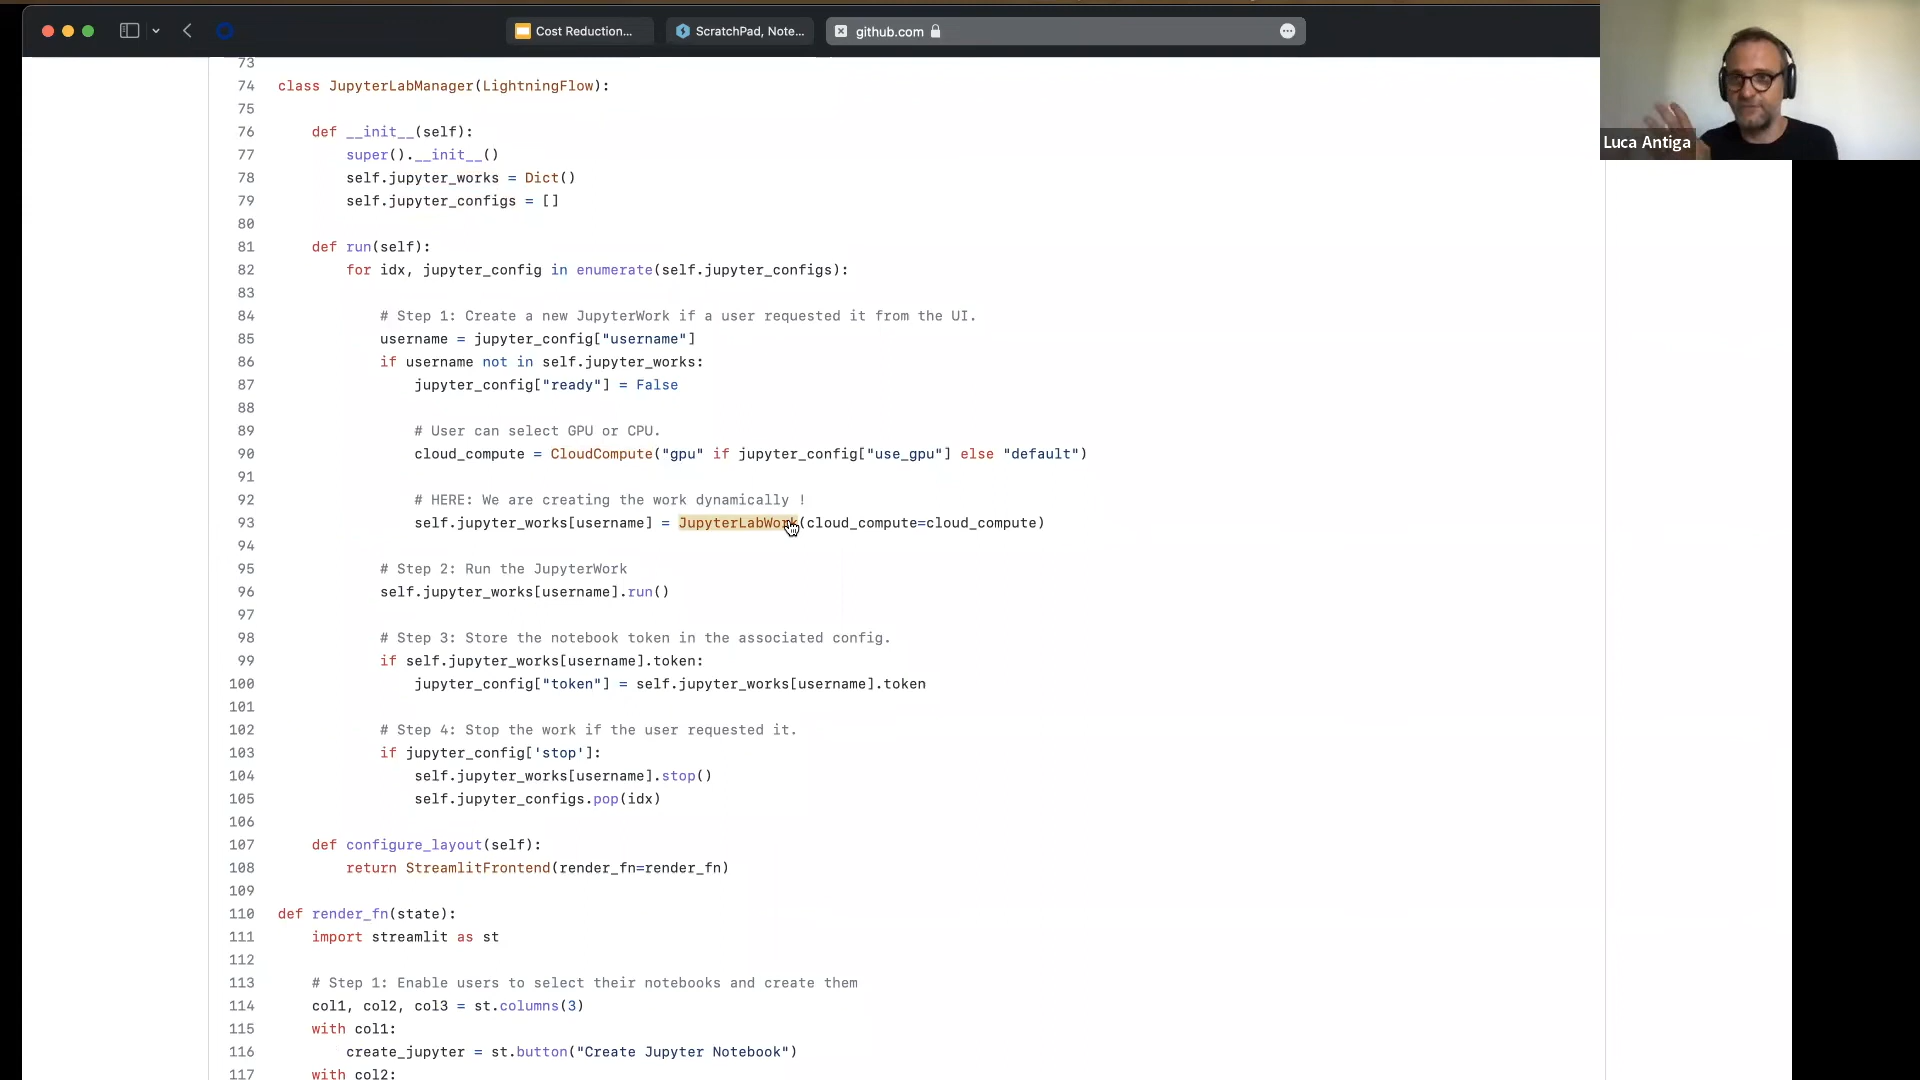 Cost Reduction...
ScratchPad, Note...
github.com
Luca Antiga
73
74 class JupyterLabManager(LightningFlow):
75
76 def __init__(self):
77 super().__init__()
78 self.jupyter_works = Dict()
79 self.jupyter_configs = []
80
81 def run(self):
82 for idx, jupyter_config in enumerate(self.jupyter_configs):
83
84 # Step 1: Create a new JupyterWork if a user requested it from the UI.
85 username = jupyter_config["username"]
86 if username not in self.jupyter_works:
87 jupyter_config["ready"] = False
88
89 # User can select GPU or CPU.
90 cloud_compute = CloudCompute("gpu" if jupyter_config["use_gpu"] else "default")
91
92 # HERE: We are creating the work dynamically !
93 self.jupyter_works[username] = JupyterLabWork(cloud_compute=cloud_compute)
94
95 # Step 2: Run the JupyterWork
96 self.jupyter_works[username].run()
97
98 # Step 3: Store the notebook token in the associated config.
99 if self.jupyter_works[username].token:
100 jupyter_config["token"] = self.jupyter_works[username].token
101
102 # Step 4: Stop the work if the user requested it.
103 if jupyter_config['stop']:
104 self.jupyter_works[username].stop()
105 self.jupyter_configs.pop(idx)
106
107 def configure_layout(self):
108 return StreamlitFrontend(render_fn=render_fn)
109
110 def render_fn(state):
111 import streamlit as st
112
113 # Step 1: Enable users to select their notebooks and create them
114 col1, col2, col3 = st.columns(3)
115 with col1:
116 create_jupyter = st.button("Create Jupyter Notebook")
117 with col2: